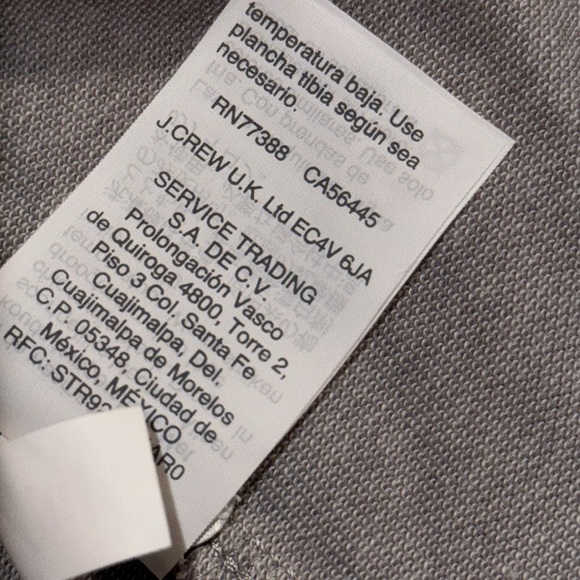 temperatura baja. Use
plancha tibia según sea
necesario.
RN77388 CA56445
J.CREW U.K. Ltd EC4V 6JA
SERVICE TRADING
S.A. DE C.V.
Prolongación Vasco
de Quiroga 4800, Torre 2,
Piso 3 Col. Santa Fe
Cuajimalpa, Del.
Cuajimalpa de Morelos
C.P. 05348, Ciudad de
México, MÉXICO
RFC: